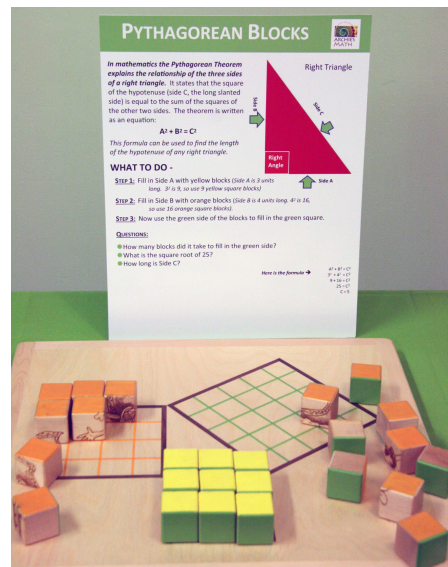 PYTHAGOREAN BLOCKS
ARCHIES
MATH
In mathematics the Pythagorean Theorem
explains the relationship of the three sides
of a right triangle. It states that the square
of the hypotenuse (side C, the long slanted
side) is equal to the sum of the squares of
the other two sides. The theorem is written
as an equation:
A² + B² = C²
This formula can be used to find the length
of the hypotenuse of any right triangle.
Right Triangle
Side B
Side C
Right
Angle
Side A
WHAT TO DO -
STEP 1: Fill in Side A with yellow blocks (Side A is 3 units
long. 3² is 9, so use 9 yellow square blocks)
STEP 2: Fill in Side B with orange blocks (Side B is 4 units long. 4² is 16,
so use 16 orange square blocks).
STEP 3: Now use the green side of the blocks to fill in the green square.
QUESTIONS:
How many blocks did it take to fill in the green side?
What is the square root of 25?
How long is Side C?
Here is the formula
A² + B² = C²
3² + 4² = C²
9 + 16 = C²
25 = C²
C = 5